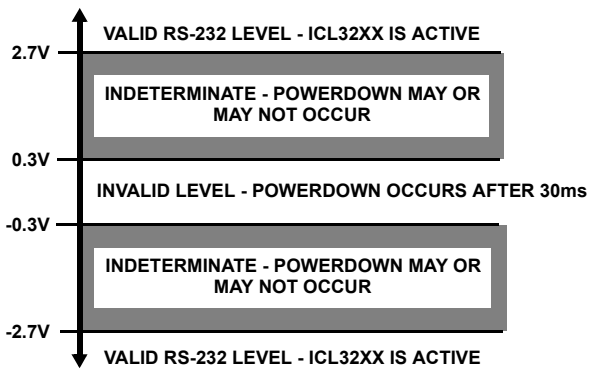 VALID RS-232 LEVEL - ICL32XX IS ACTIVE
2.7V
INDETERMINATE - POWERDOWN MAY OR
MAY NOT OCCUR
0.3V
INVALID LEVEL - POWERDOWN OCCURS AFTER 30ms
-0.3V
INDETERMINATE - POWERDOWN MAY OR
MAY NOT OCCUR
-2.7V
VALID RS-232 LEVEL - ICL32XX IS ACTIVE